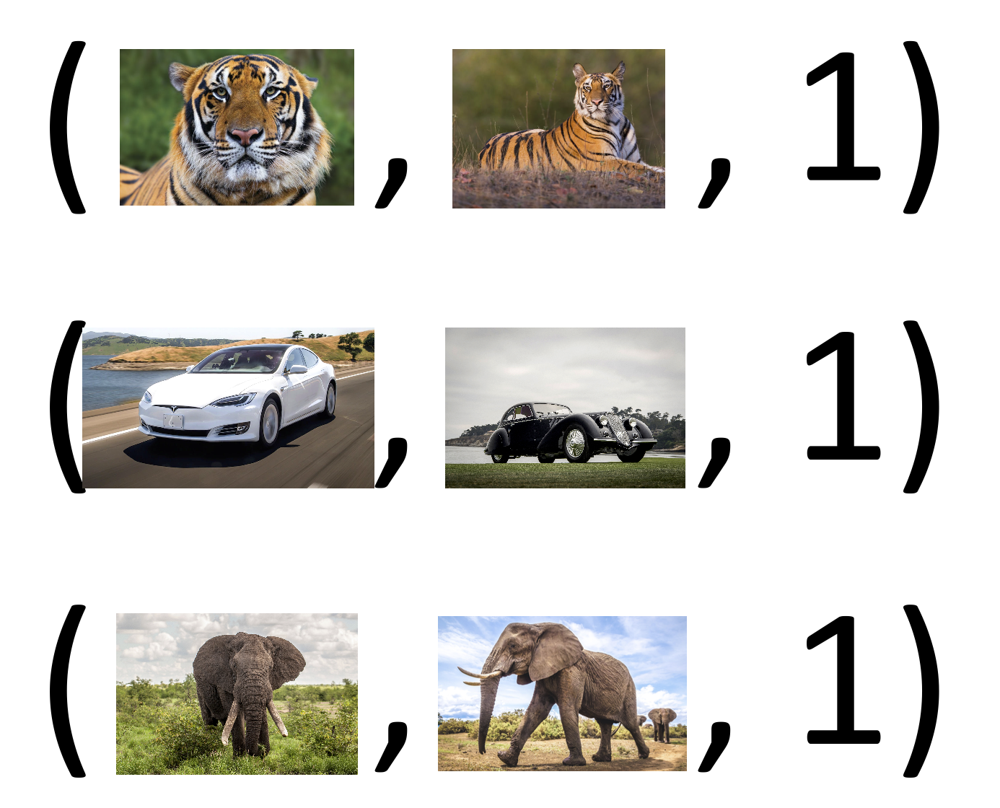 ( , , 1)
( , , 1)
( , , 1)